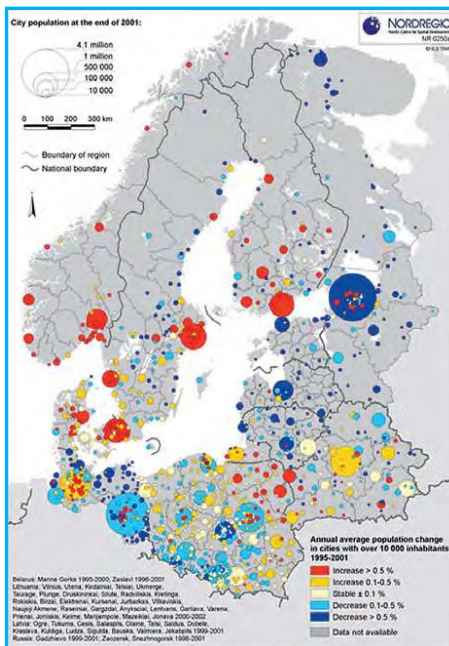 City population at the end of 2001:
NORDREGIO
Nordic Centre for Spatial Development
4.1 million
1 million
500 000
100 000
10 000
0 100 200 300 km
Boundary of region
National boundary
N
Annual average population change
in cities with over 10 000 inhabitants
1995-2001
Increase > 0.5 %
Increase 0.1-0.5 %
Stable ± 0.1 %
Decrease 0.1-0.5 %
Decrease > 0.5 %
Data not available
Belarus: Marina Gorka 1995-2000, Zaslavl 1996-2001
Lithuania: Vilnius, Utena, Kedainiai, Telsiai, Ukmerge,
Taurage, Plunge, Druskininkai, Silute, Radviliskis, Kretinga,
Rokiskis, Birzai, Elektrenai, Kursenai, Jurbarkas, Vilkaviskis,
Naujoji Akmene, Raseiniai, Gargzdai, Anyksciai, Lentvaris, Garliava, Varena,
Prienai, Joniskis, Kelme, Marijampole, Mazeikiai, Jonava 2000-2002
Latvia: Ogre, Tukums, Cesis, Salaspils, Olaine, Talsi, Saldus, Dobele,
Kraslava, Kuldiga, Ludza, Sigulda, Bauska, Valmiera, Jekabpils 1999-2001
Russia: Gadzhievo 1999-2001; Zaozersk, Snezhnogorsk 1996-2001